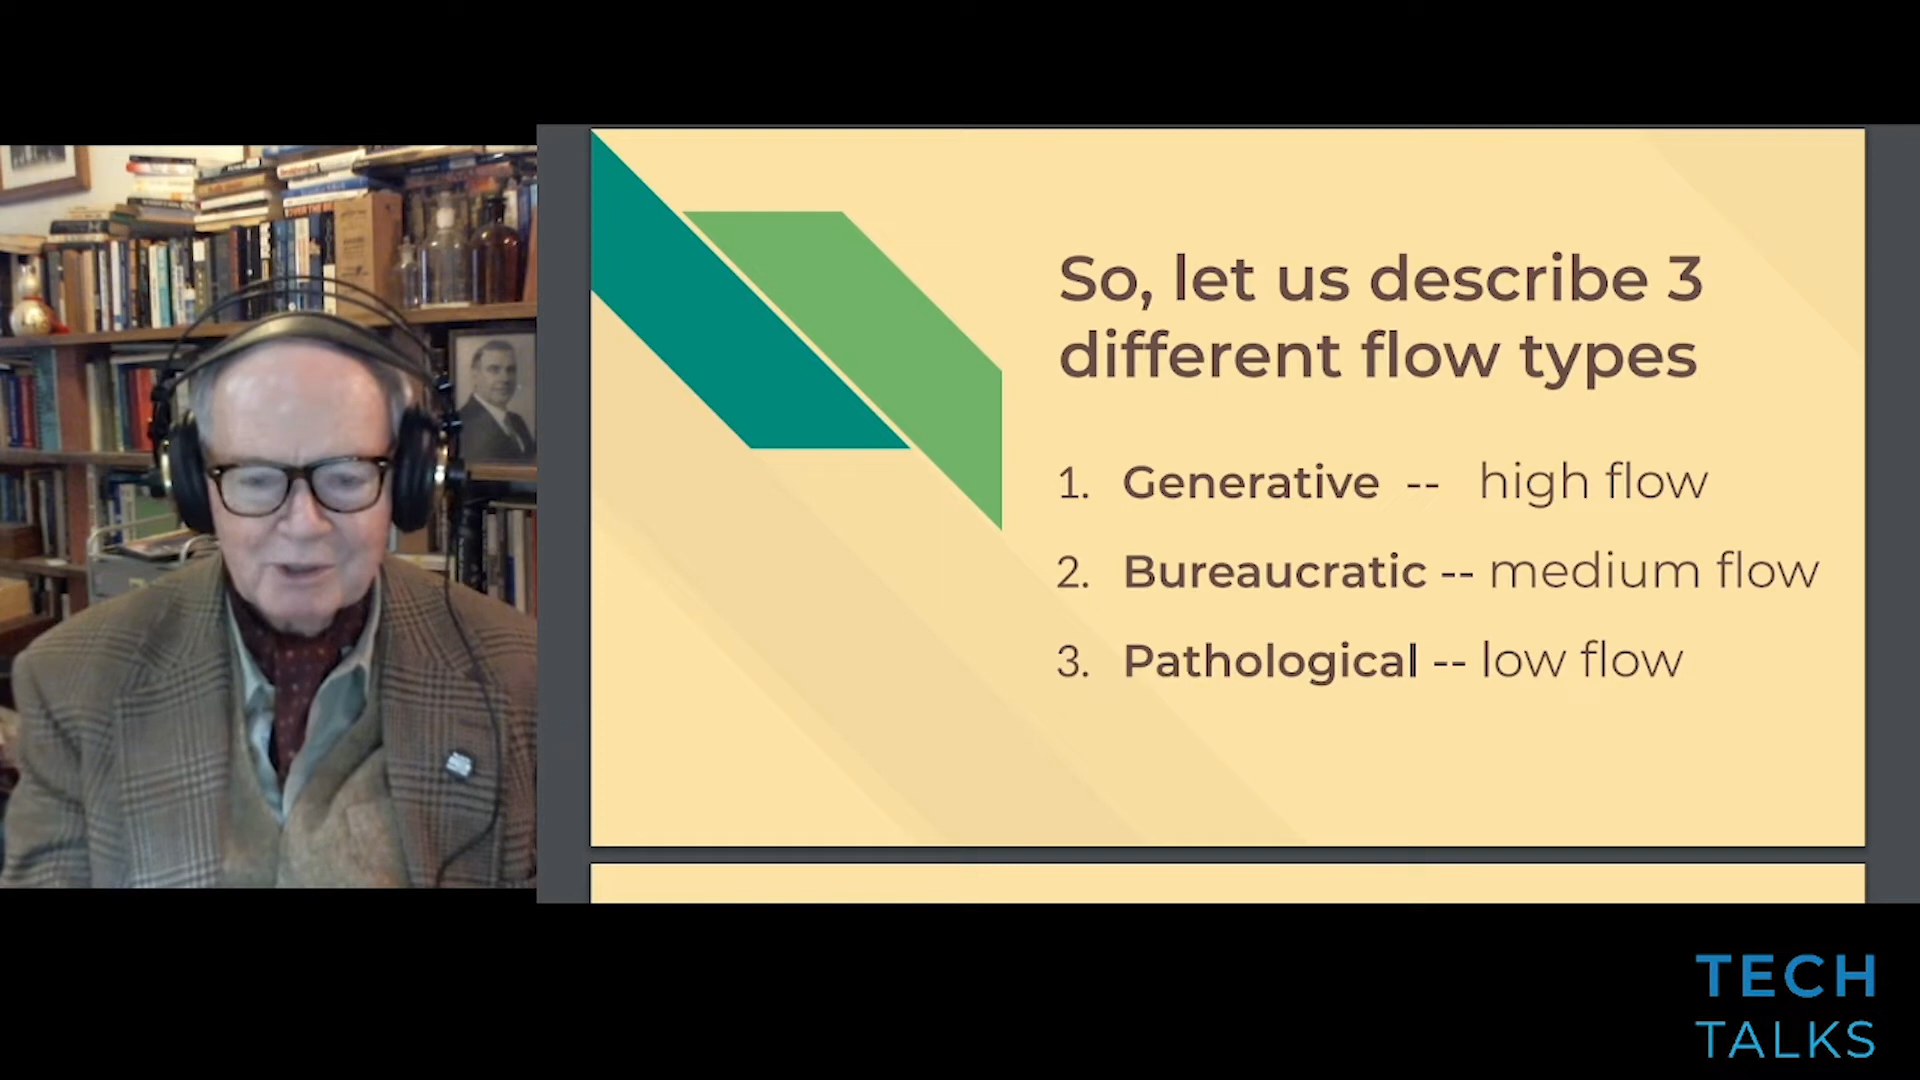 So, let us describe 3
different flow types
1. Generative -- high flow
2. Bureaucratic -- medium flow
3. Pathological -- low flow
TECH
TALKS